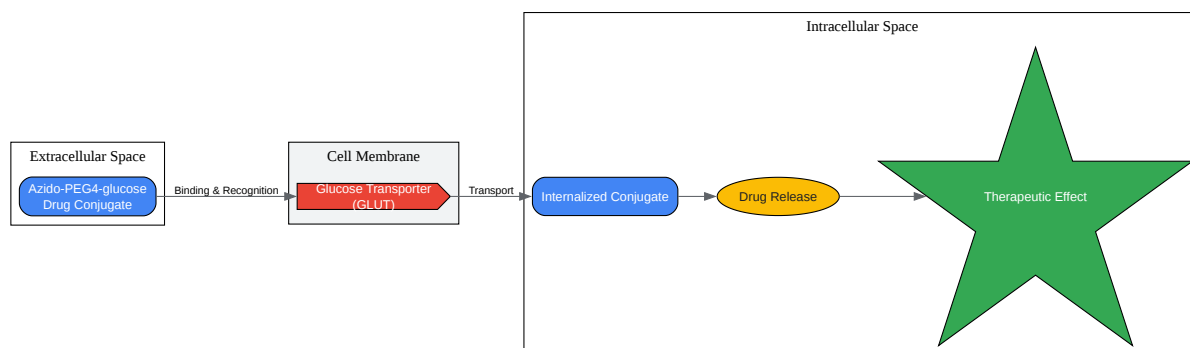 Intracellular Space
Extracellular Space
Azido-PEG4-glucose
Drug Conjugate
Binding & Recognition
Cell Membrane
Glucose Transporter
(GLUT)
Transport
Internalized Conjugate
Drug Release
Therapeutic Effect